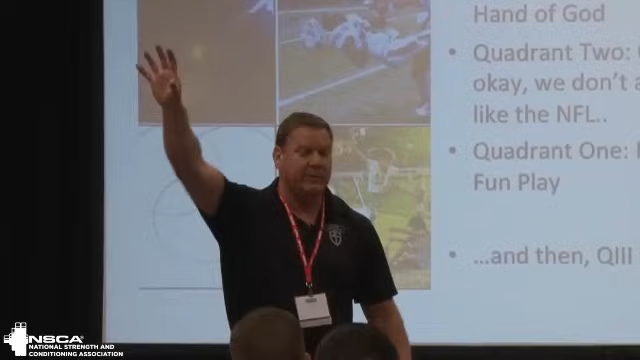 Hand of God
• Quadrant Two:
okay, we don't a
like the NFL..
• Quadrant One:
Fun Play
• ...and then, QIII
NSCA
NATIONAL STRENGTH AND
CONDITIONING ASSOCIATION